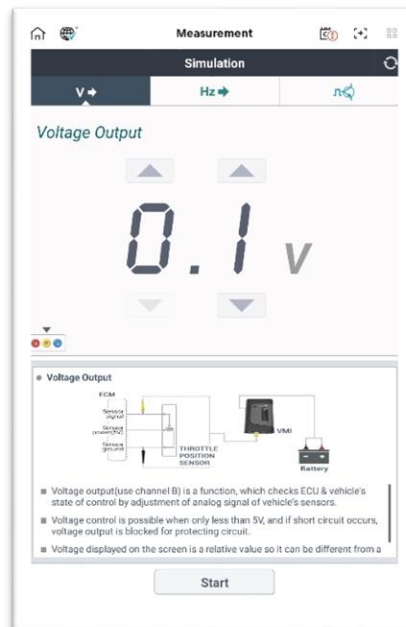 Measurement
Simulation
V
Hz
Voltage Output
0.1 V
Voltage Output
ECM
Sensor signal
Sensor power(5V)
Sensor ground
THROTTLE
POSITION
SENSOR
VMI
Battery
Voltage output(use channel B) is a function, which checks ECU & vehicle's
state of control by adjustment of analog signal of vehicle's sensors.
Voltage control is possible when only less than 5V, and if short circuit occurs,
voltage output is blocked for protecting circuit.
Voltage displayed on the screen is a relative value so it can be different from a
Start